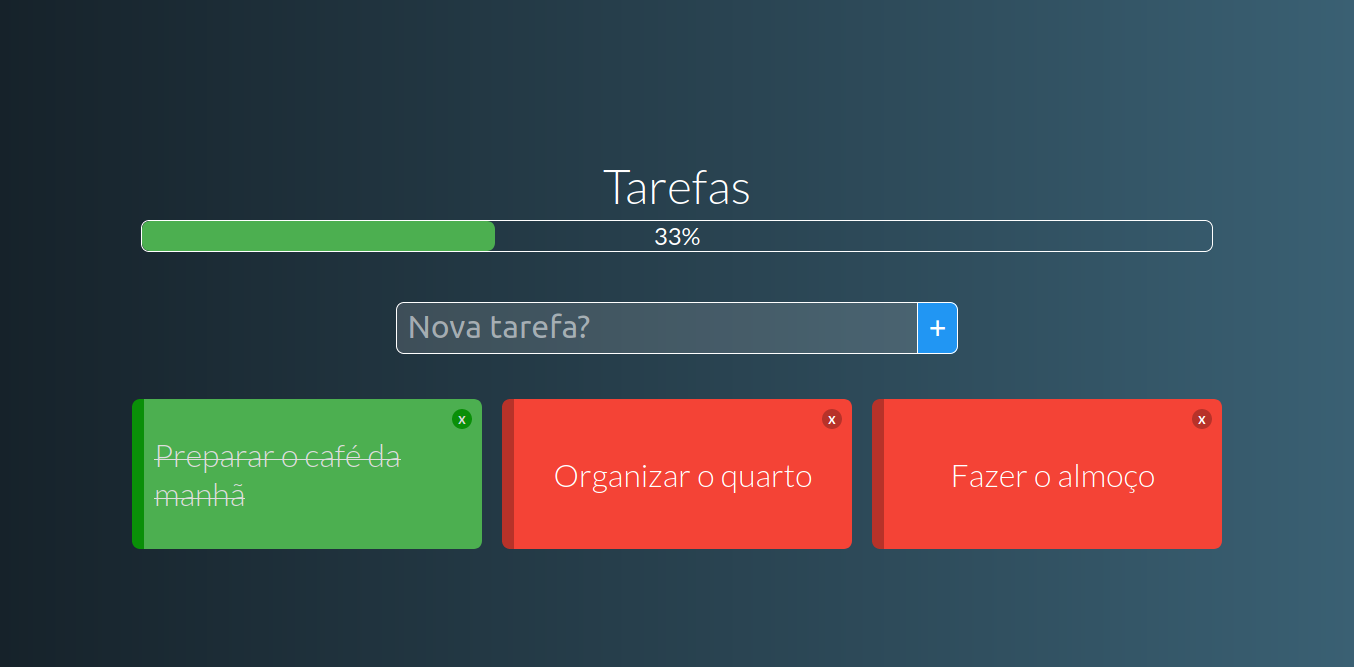 Tarefas
33%
Nova tarefa?
+
x
Preparar o café da
manhã
x
Organizar o quarto
x
Fazer o almoço